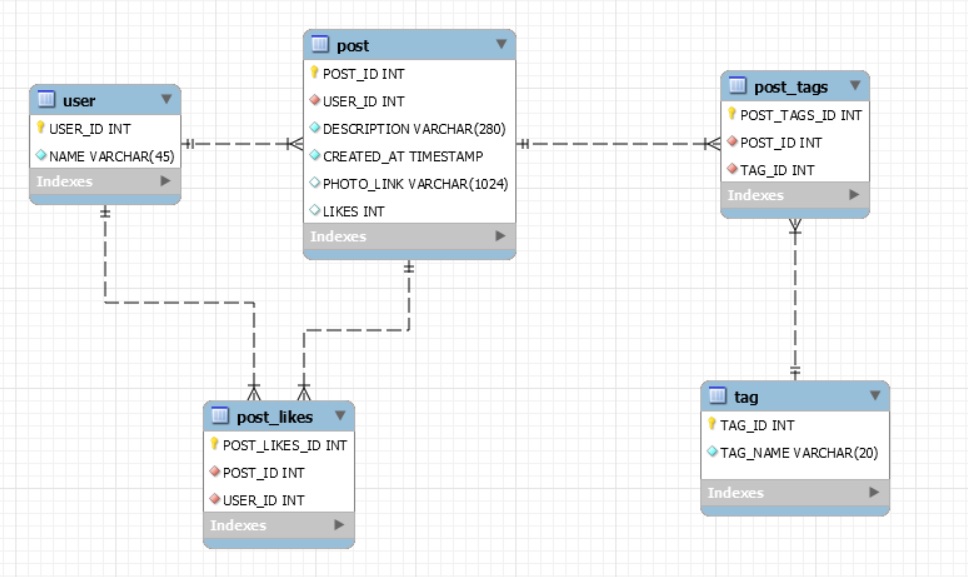 user
USER_ID INT
NAME VARCHAR(45)
Indexes
post
POST_ID INT
USER_ID INT
DESCRIPTION VARCHAR(280)
CREATED_AT TIMESTAMP
PHOTO_LINK VARCHAR(1024)
LIKES INT
Indexes
post_tags
POST_TAGS_ID INT
POST_ID INT
TAG_ID INT
Indexes
post_likes
POST_LIKES_ID INT
POST_ID INT
USER_ID INT
Indexes
tag
TAG_ID INT
TAG_NAME VARCHAR(20)
Indexes